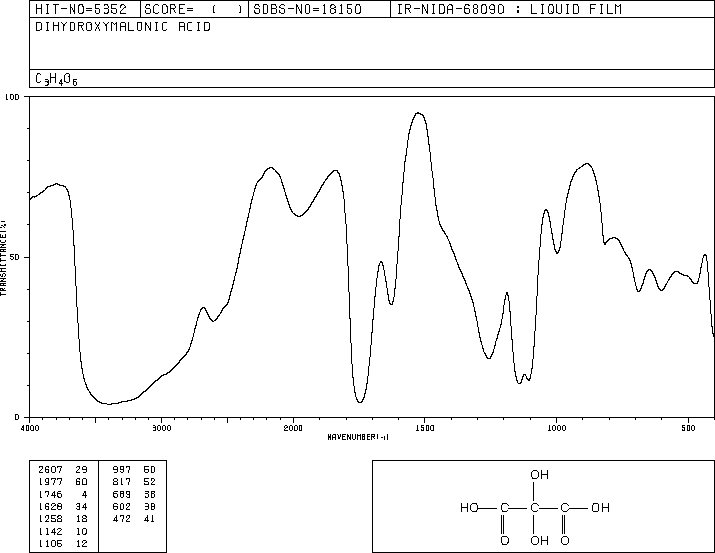 HIT-NO=5352 SCORE= ( ) SDBS-NO=18150 IR-NIDA-68090 : LIQUID FILM
DIHYDROXYMALONIC ACID
C3H4O6
100
50
0
TRANSMITTANCE(%)
4000 3000 2000 1500 1000 500
WAVENUMBER(-1)
2607 29 997 50
1977 60 817 52
1746 4 689 38
1628 34 602 38
1258 18 472 41
1142 10
1105 12
OH
HO C C C OH
O OH O